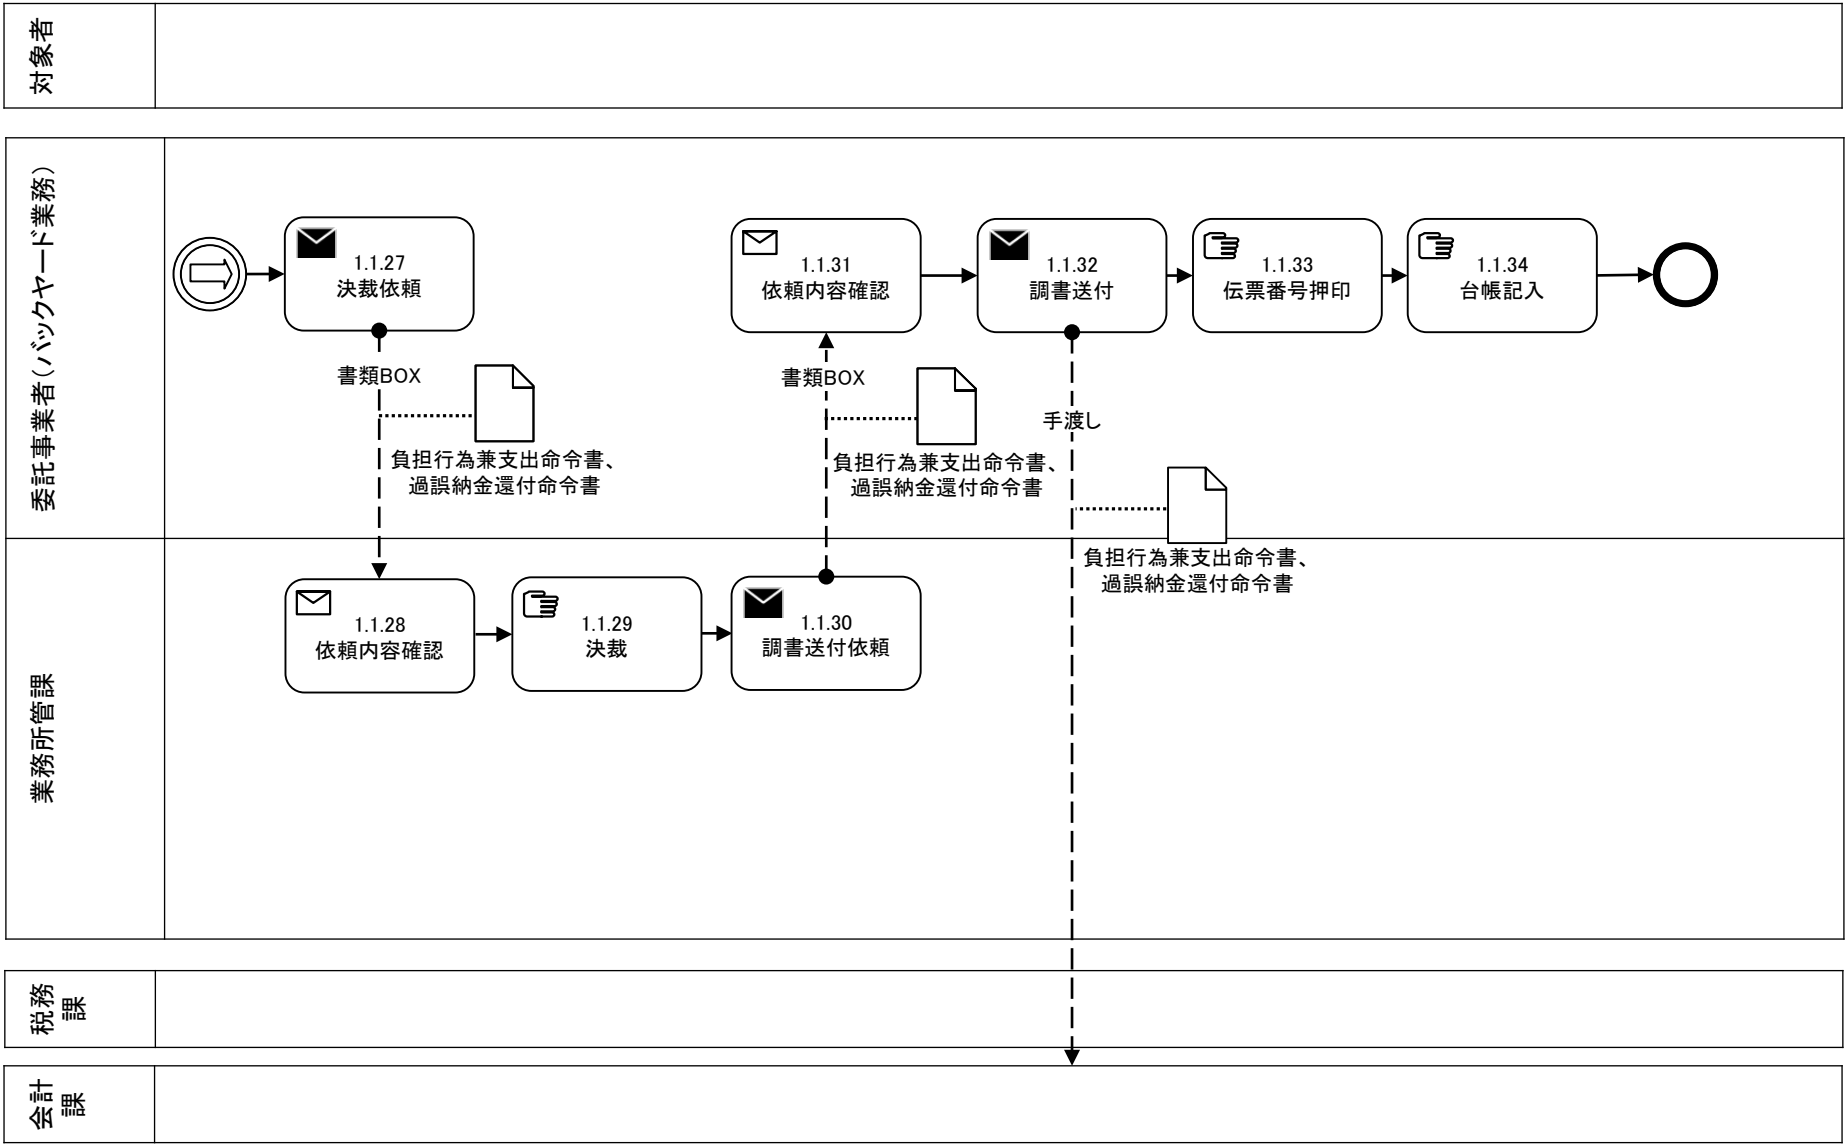 対象者
委託事業者（バックヤード業務）
1.1.27
決裁依頼
1.1.31
依頼内容確認
1.1.32
調書送付
1.1.33
伝票番号押印
1.1.34
台帳記入
書類BOX
負担行為兼支出命令書、
過誤納金還付命令書
書類BOX
負担行為兼支出命令書、
過誤納金還付命令書
手渡し
負担行為兼支出命令書、
過誤納金還付命令書
業務所管課
1.1.28
依頼内容確認
1.1.29
決裁
1.1.30
調書送付依頼
税務
課
会計
課